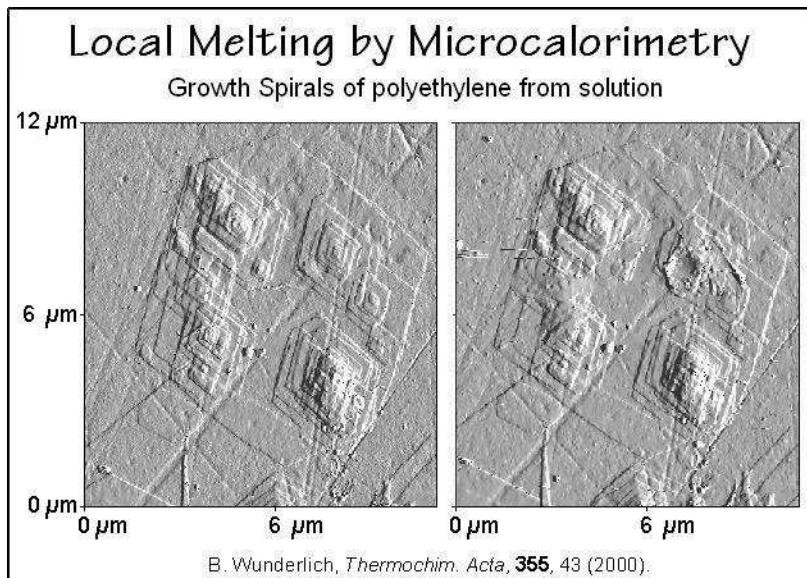 Local Melting by Microcalorimetry
Growth Spirals of polyethylene from solution
12 µm
6 µm
0 µm
0 µm 6 µm 0 µm 6 µm
B. Wunderlich, Thermochim. Acta, 355, 43 (2000).